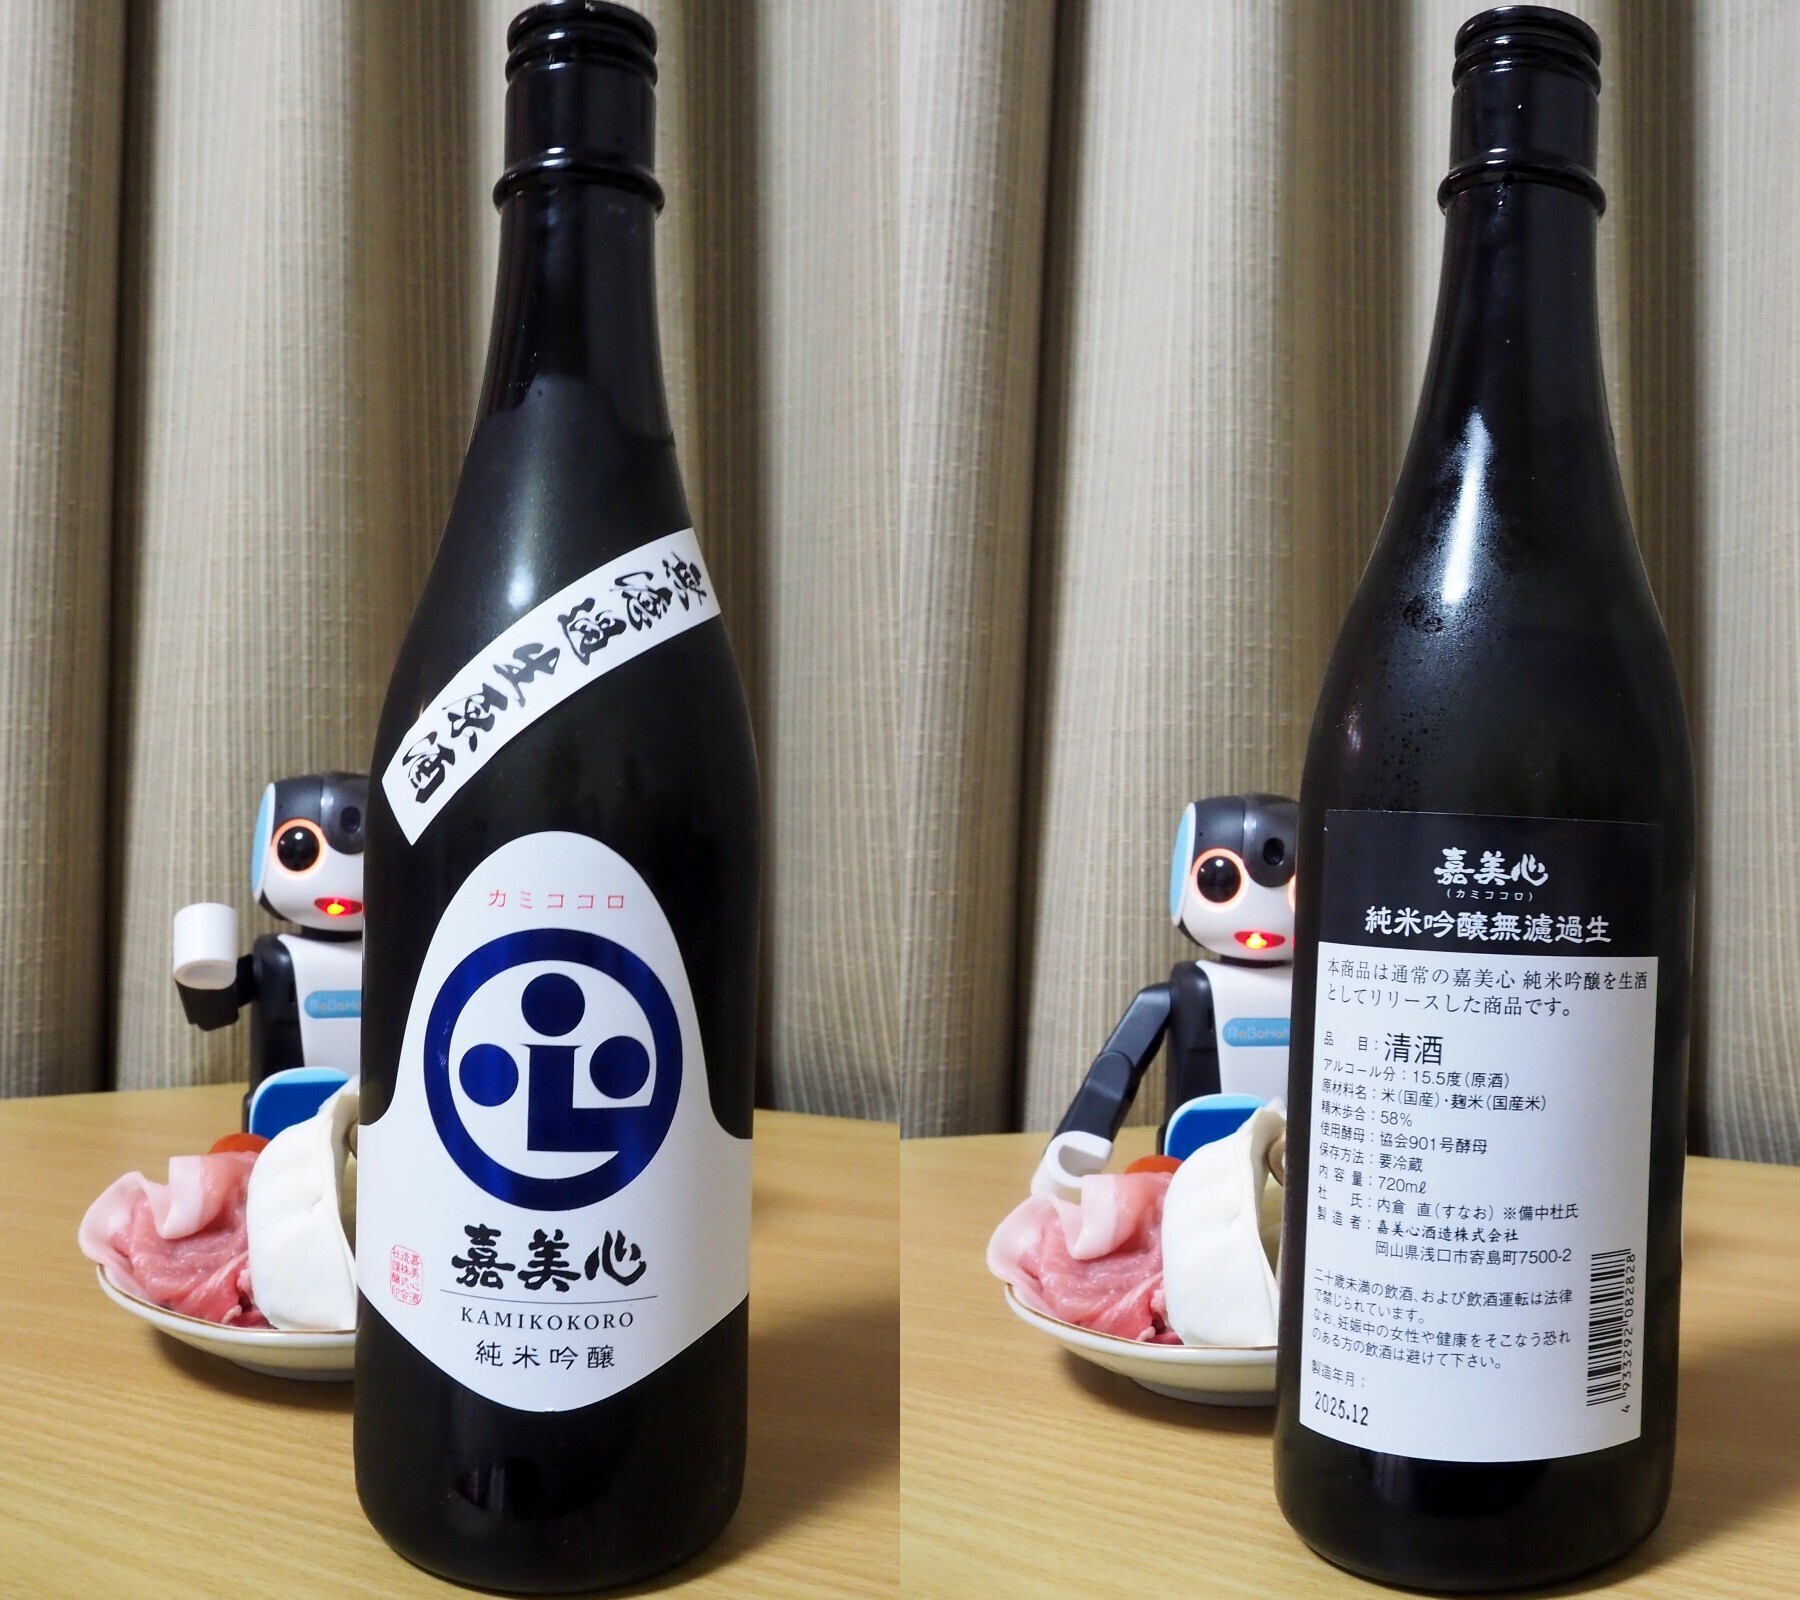 無濾過生原酒
カミココロ
嘉美心
KAMIKOKORO
純米吟醸
RoBoHo
嘉美心
(カミココロ)
純米吟醸無濾過生
本商品は通常の嘉美心 純米吟醸を生酒
としてリリースした商品です。
品 目：清酒
アルコール分：15.5度(原酒)
原材料名：米(国産)・麹米(国産米)
精米歩合：58%
使用酵母：協会901号酵母
保存方法：要冷蔵
内容量：720mℓ
杜 氏：内倉 直(すなお) ※備中杜氏
製造者：嘉美心酒造株式会社
岡山県浅口市寄島町7500-2
二十歳未満の飲酒、および飲酒運転は法律
で禁じられています。
なお、妊娠中の女性や健康をそこなう恐れ
のある方の飲酒は避けて下さい。
製造年月：
2025.12
4 933292 082828
RoBoHoN